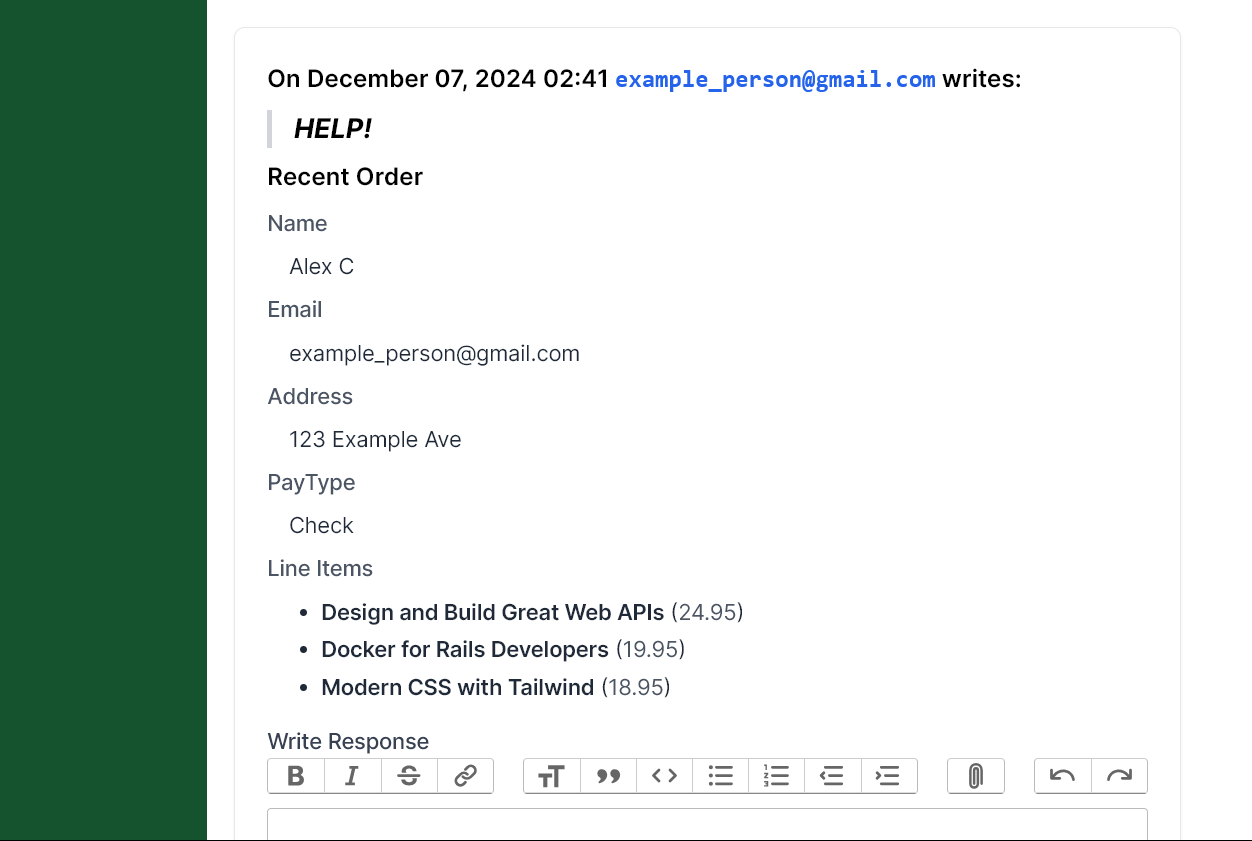 On December 07, 2024 02:41 example_person@gmail.com writes:
HELP!
Recent Order
Name
Alex C
Email
example_person@gmail.com
Address
123 Example Ave
PayType
Check
Line Items
• Design and Build Great Web APIs (24.95)
• Docker for Rails Developers (19.95)
• Modern CSS with Tailwind (18.95)
Write Response